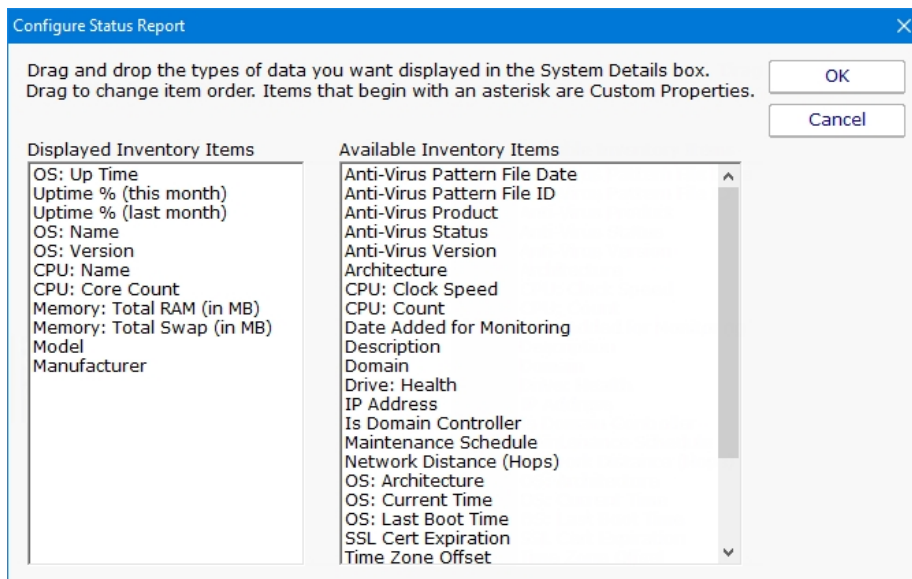 Configure Status Report
Drag and drop the types of data you want displayed in the System Details box.
Drag to change item order. Items that begin with an asterisk are Custom Properties.
OK
Cancel
Displayed Inventory Items
OS: Up Time
Uptime % (this month)
Uptime % (last month)
OS: Name
OS: Version
CPU: Name
CPU: Core Count
Memory: Total RAM (in MB)
Memory: Total Swap (in MB)
Model
Manufacturer
Available Inventory Items
Anti-Virus Pattern File Date
Anti-Virus Pattern File ID
Anti-Virus Product
Anti-Virus Status
Anti-Virus Version
Architecture
CPU: Clock Speed
CPU: Count
Date Added for Monitoring
Description
Domain
Drive: Health
IP Address
Is Domain Controller
Maintenance Schedule
Network Distance (Hops)
OS: Architecture
OS: Current Time
OS: Last Boot Time
SSL Cert Expiration
Time Zone Offset